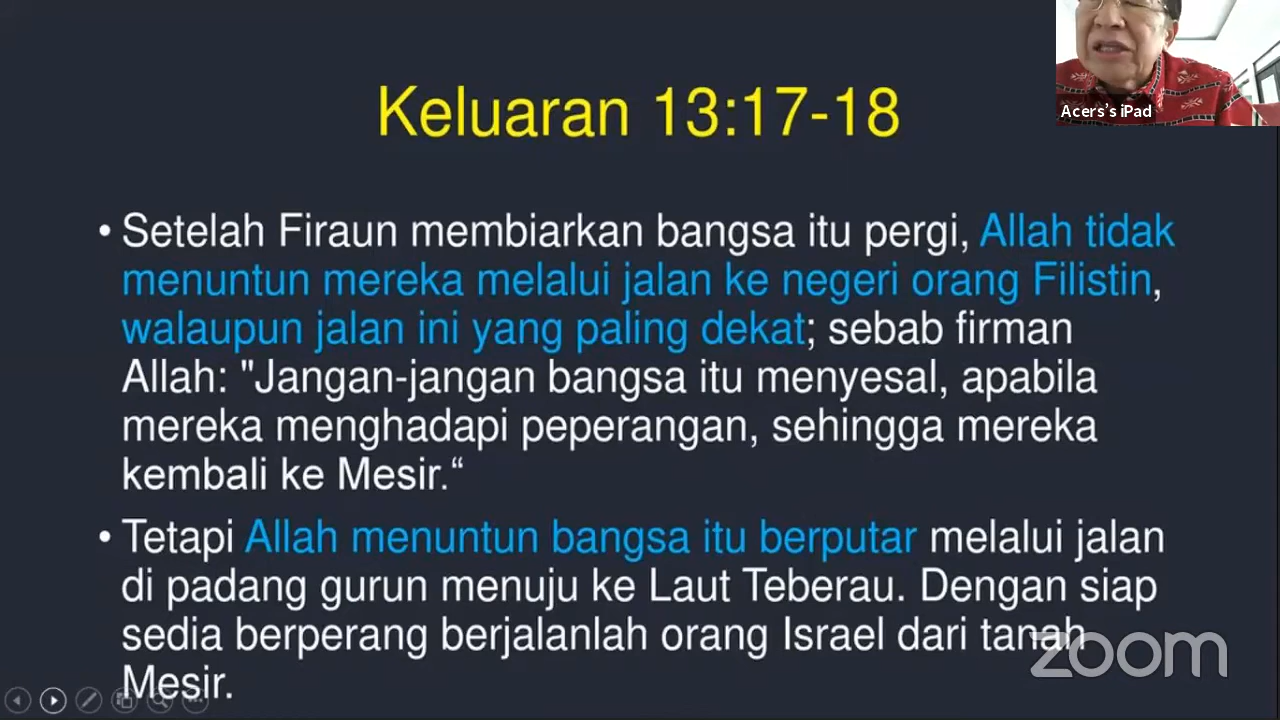 Acers's iPad
Keluaran 13:17-18
• Setelah Firaun membiarkan bangsa itu pergi, Allah tidak
menuntun mereka melalui jalan ke negeri orang Filistin,
walaupun jalan ini yang paling dekat; sebab firman
Allah: "Jangan-jangan bangsa itu menyesal, apabila
mereka menghadapi peperangan, sehingga mereka
kembali ke Mesir.“
• Tetapi Allah menuntun bangsa itu berputar melalui jalan
di padang gurun menuju ke Laut Teberau. Dengan siap
sedia berperang berjalanlah orang Israel dari tanah
Mesir.
zoom